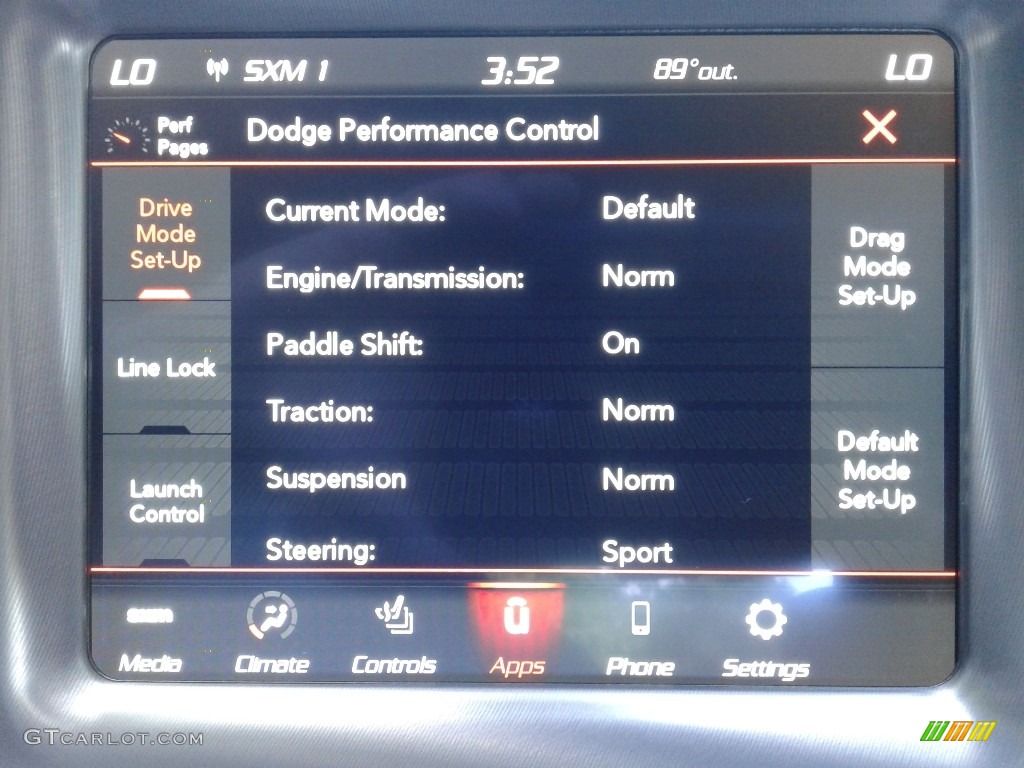 LO SXM 1 3:52 89°out. LO
Perf
Pages
Dodge Performance Control
Drive
Mode
Set-Up
Line Lock
Launch
Control
Current Mode: Default
Engine/Transmission: Norm
Paddle Shift: On
Traction: Norm
Suspension Norm
Steering: Sport
Drag
Mode
Set-Up
Default
Mode
Set-Up
Media Climate Controls Apps Phone Settings
GTCARLOT.COM